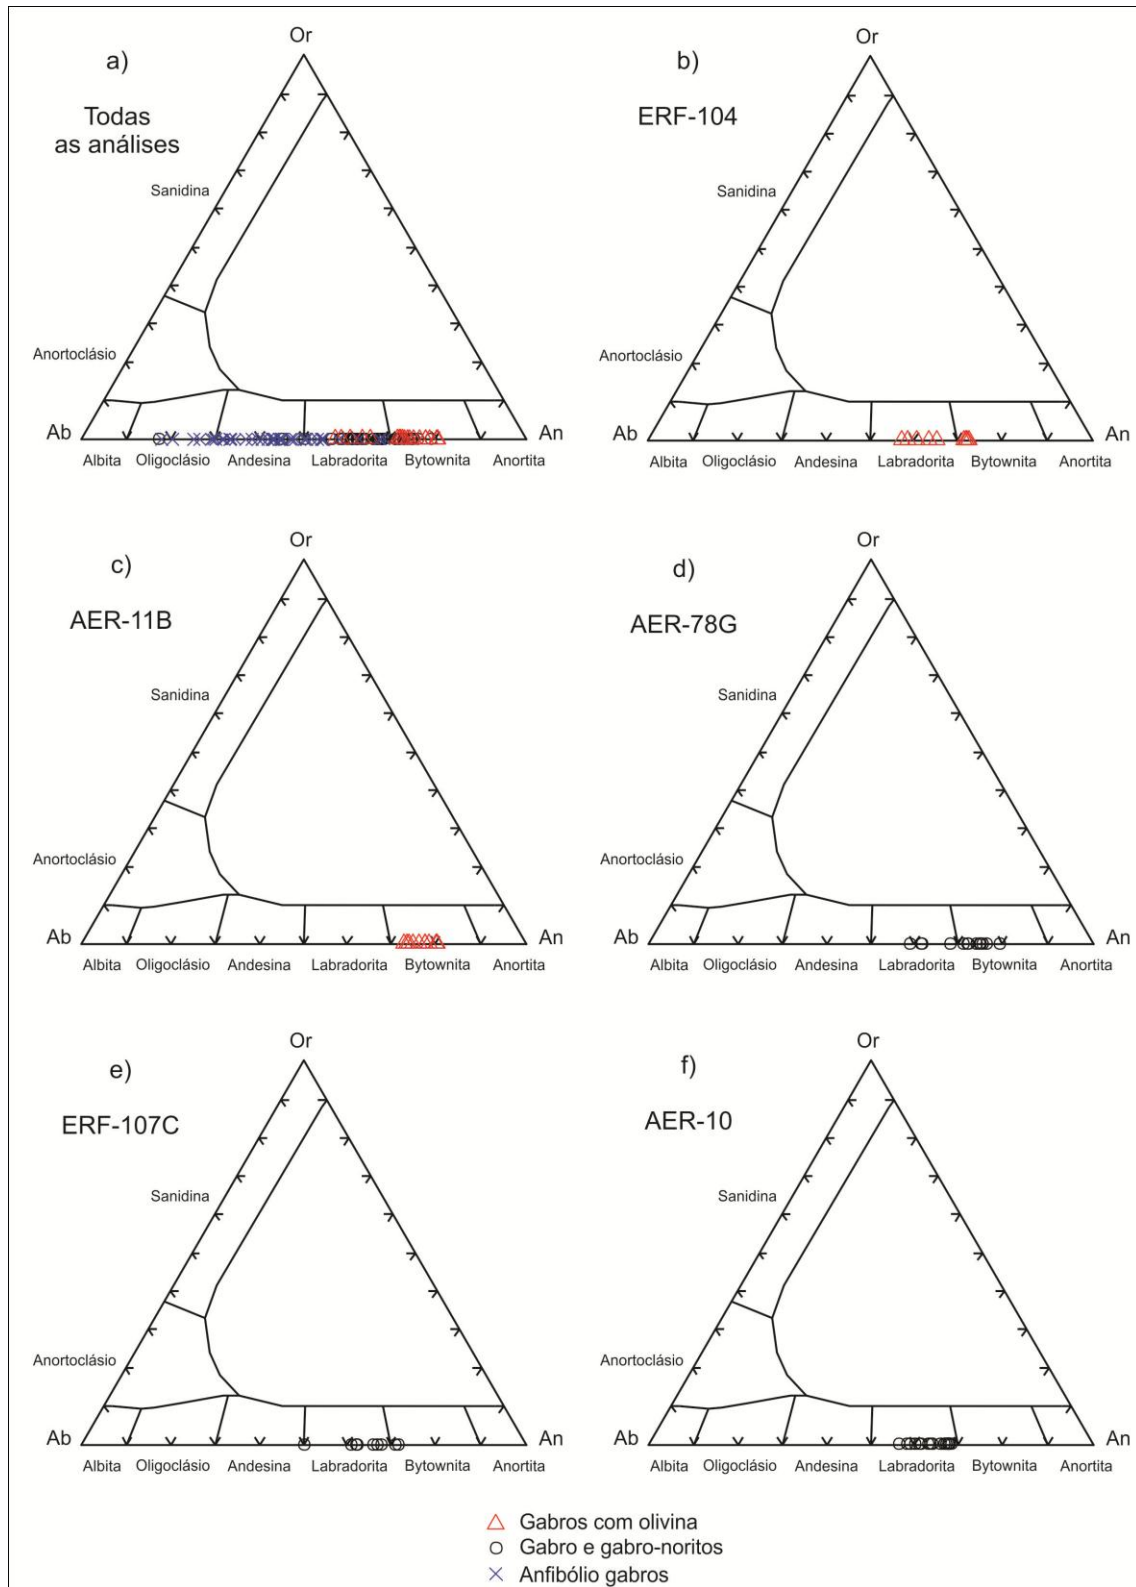 a)
Todas
as análises
Or
Sanidina
Anortoclásio
Ab
An
Albita Oligoclásio Andesina Labradorita Bytownita Anortita
b)
ERF-104
Or
Sanidina
Anortoclásio
Ab
An
Albita Oligoclásio Andesina Labradorita Bytownita Anortita
c)
AER-11B
Or
Sanidina
Anortoclásio
Ab
An
Albita Oligoclásio Andesina Labradorita Bytownita Anortita
d)
AER-78G
Or
Sanidina
Anortoclásio
Ab
An
Albita Oligoclásio Andesina Labradorita Bytownita Anortita
e)
ERF-107C
Or
Sanidina
Anortoclásio
Ab
An
Albita Oligoclásio Andesina Labradorita Bytownita Anortita
f)
AER-10
Or
Sanidina
Anortoclásio
Ab
An
Albita Oligoclásio Andesina Labradorita Bytownita Anortita
Gabros com olivina
Gabro e gabro-noritos
Anfibólio gabros